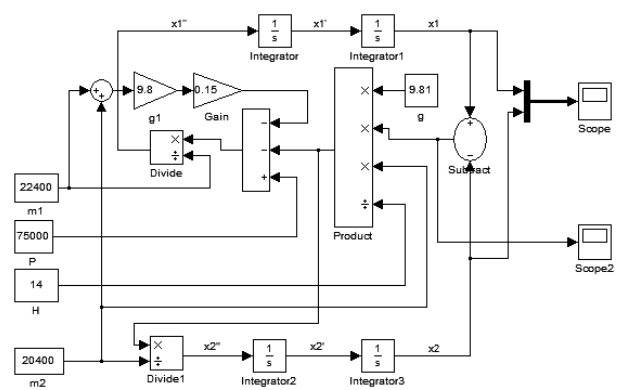 x1'' x1' x1
1/s 1/s
Integrator Integrator1
9.8 0.15 × 9.81
g1 Gain g
− × + Scope
× − −
÷ × Subtract
Divide
22400 +
m1 ÷
75000 Product
P Scope2
14
H
x2'' x2' x2
20400 × ÷ 1/s 1/s
m2 Divide1 Integrator2 Integrator3